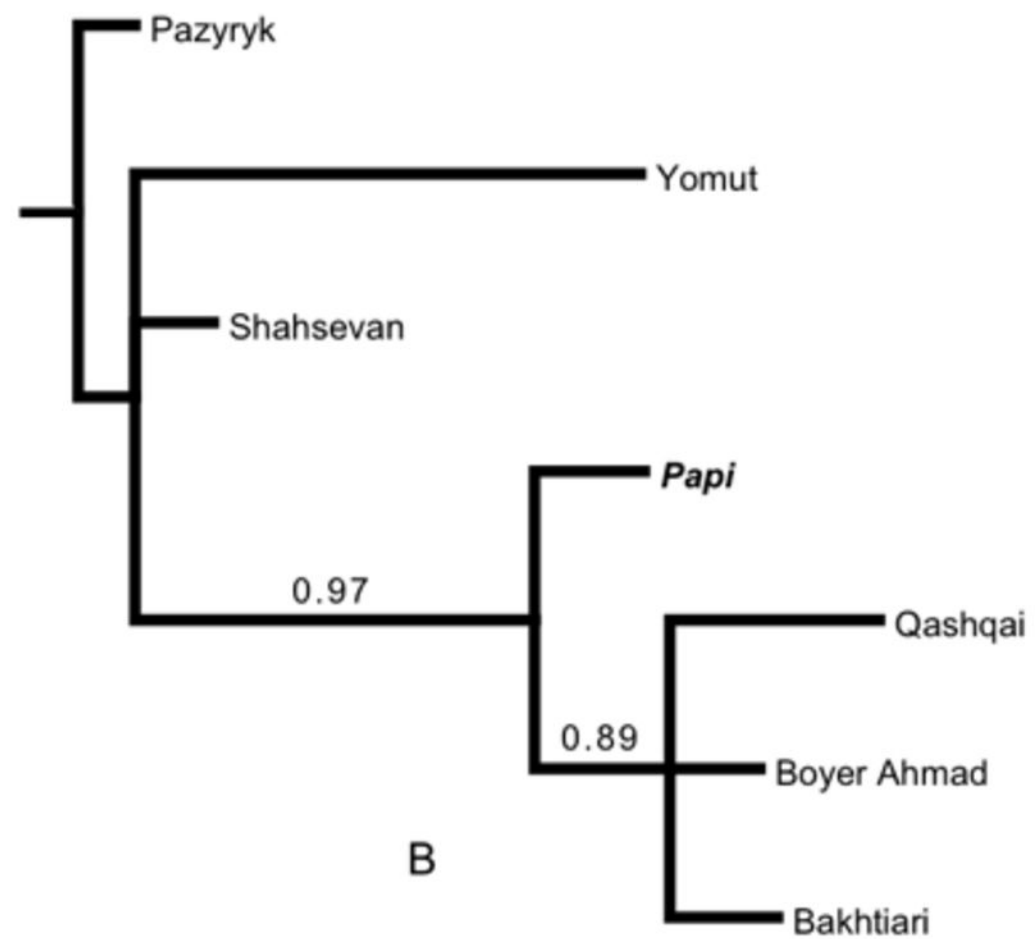 Pazyryk
Yomut
Shahsevan
Papi
0.97
Qashqai
0.89
Boyer Ahmad
B
Bakhtiari